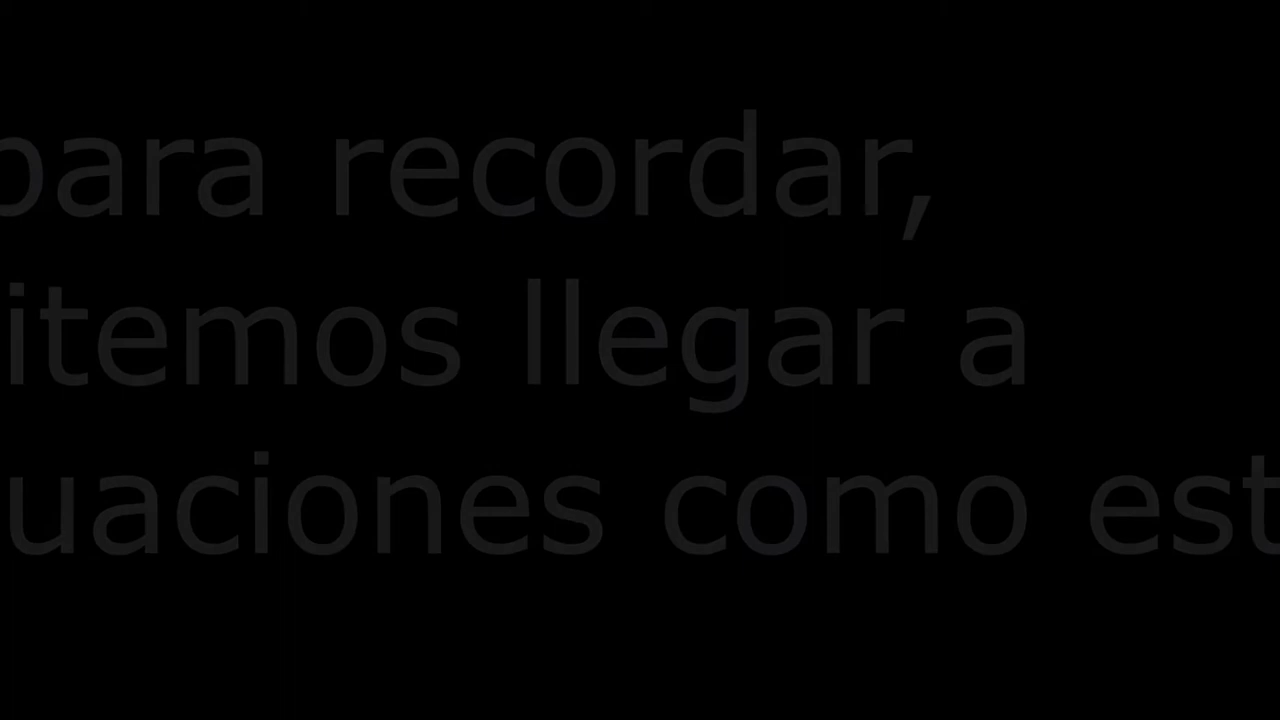 para recordar,
itemos llegar a
uaciones como est